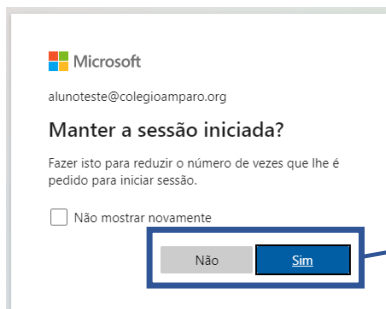 Microsoft
alunoteste@colegioamparo.org
Manter a sessão iniciada?
Fazer isto para reduzir o número de vezes que lhe é
pedido para iniciar sessão.
Não mostrar novamente
Não Sim